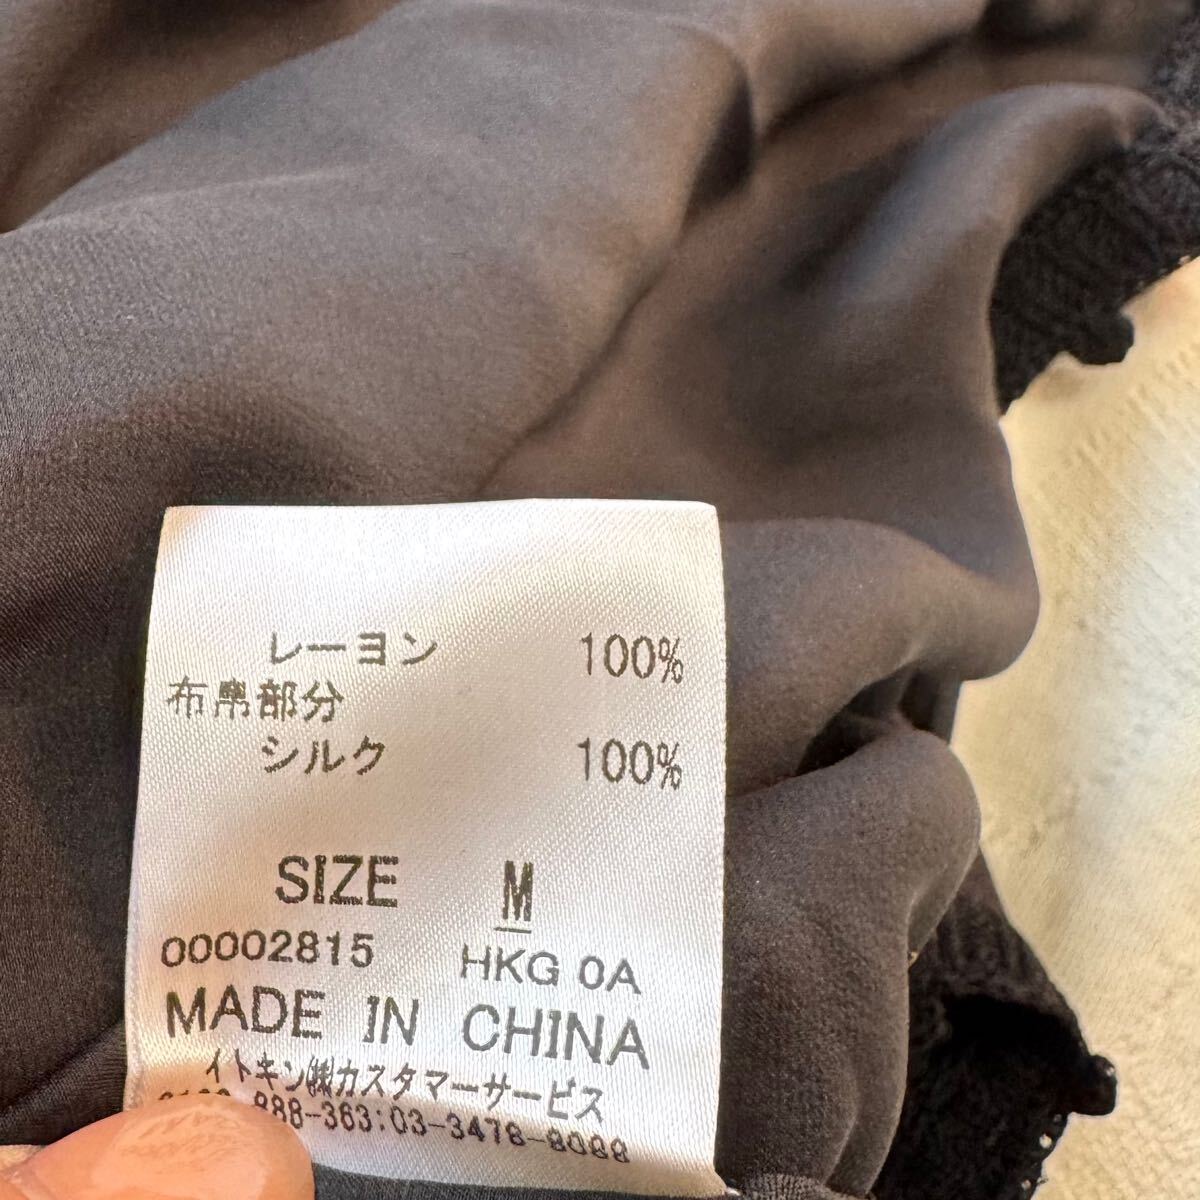 レーヨン 100%
布帛部分
シルク 100%
SIZE M
00002815 HKG 0A
MADE IN CHINA
イトキン㈱カスタマーサービス
888-363:03-3478-8088